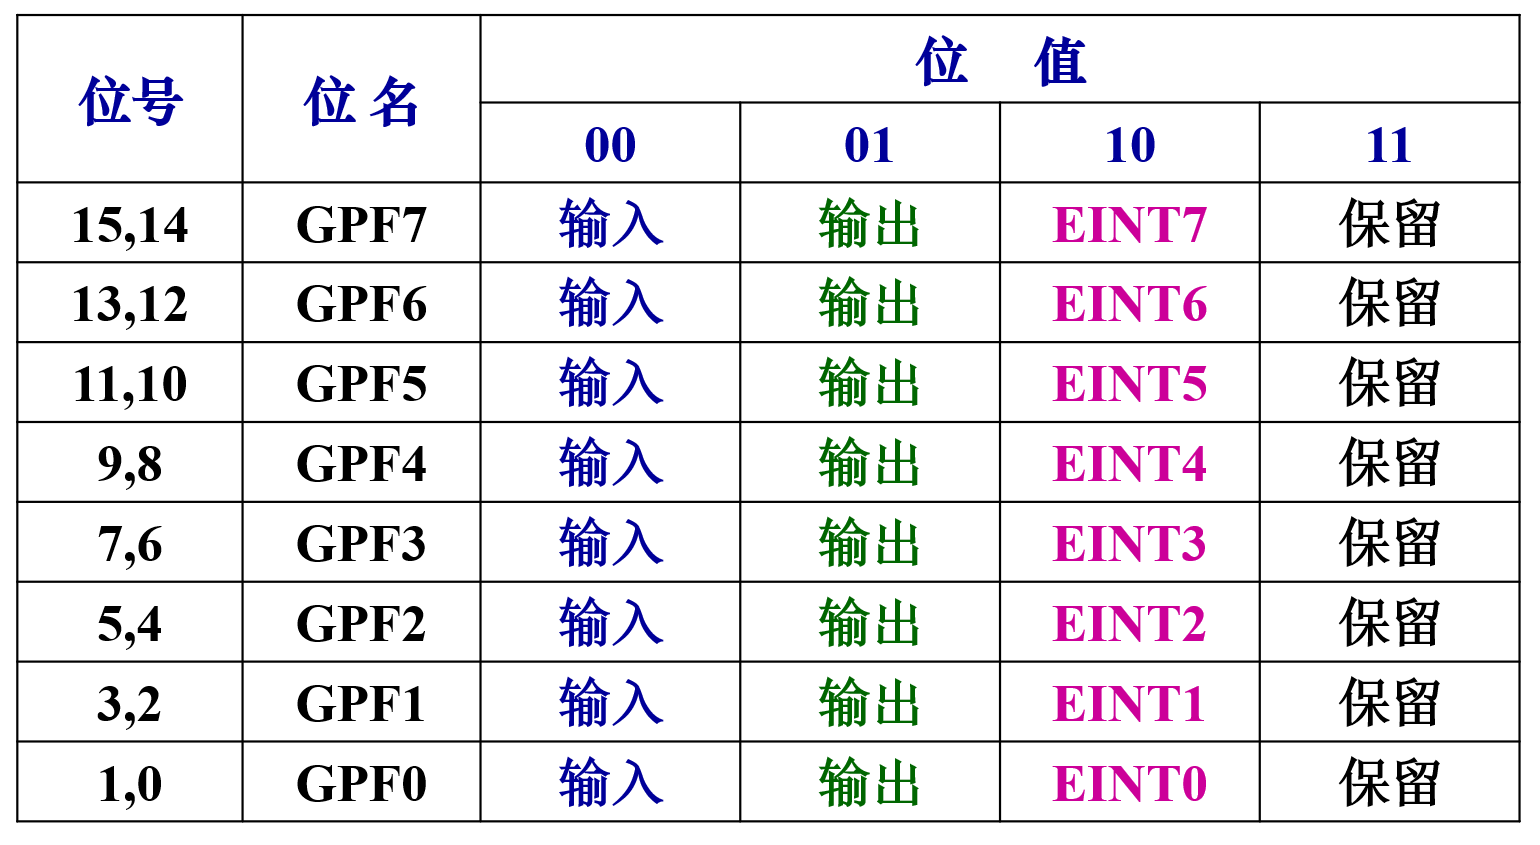 位号 位 名 位 值
00 01 10 11
15,14 GPF7 输入 输出 EINT7 保留
13,12 GPF6 输入 输出 EINT6 保留
11,10 GPF5 输入 输出 EINT5 保留
9,8 GPF4 输入 输出 EINT4 保留
7,6 GPF3 输入 输出 EINT3 保留
5,4 GPF2 输入 输出 EINT2 保留
3,2 GPF1 输入 输出 EINT1 保留
1,0 GPF0 输入 输出 EINT0 保留